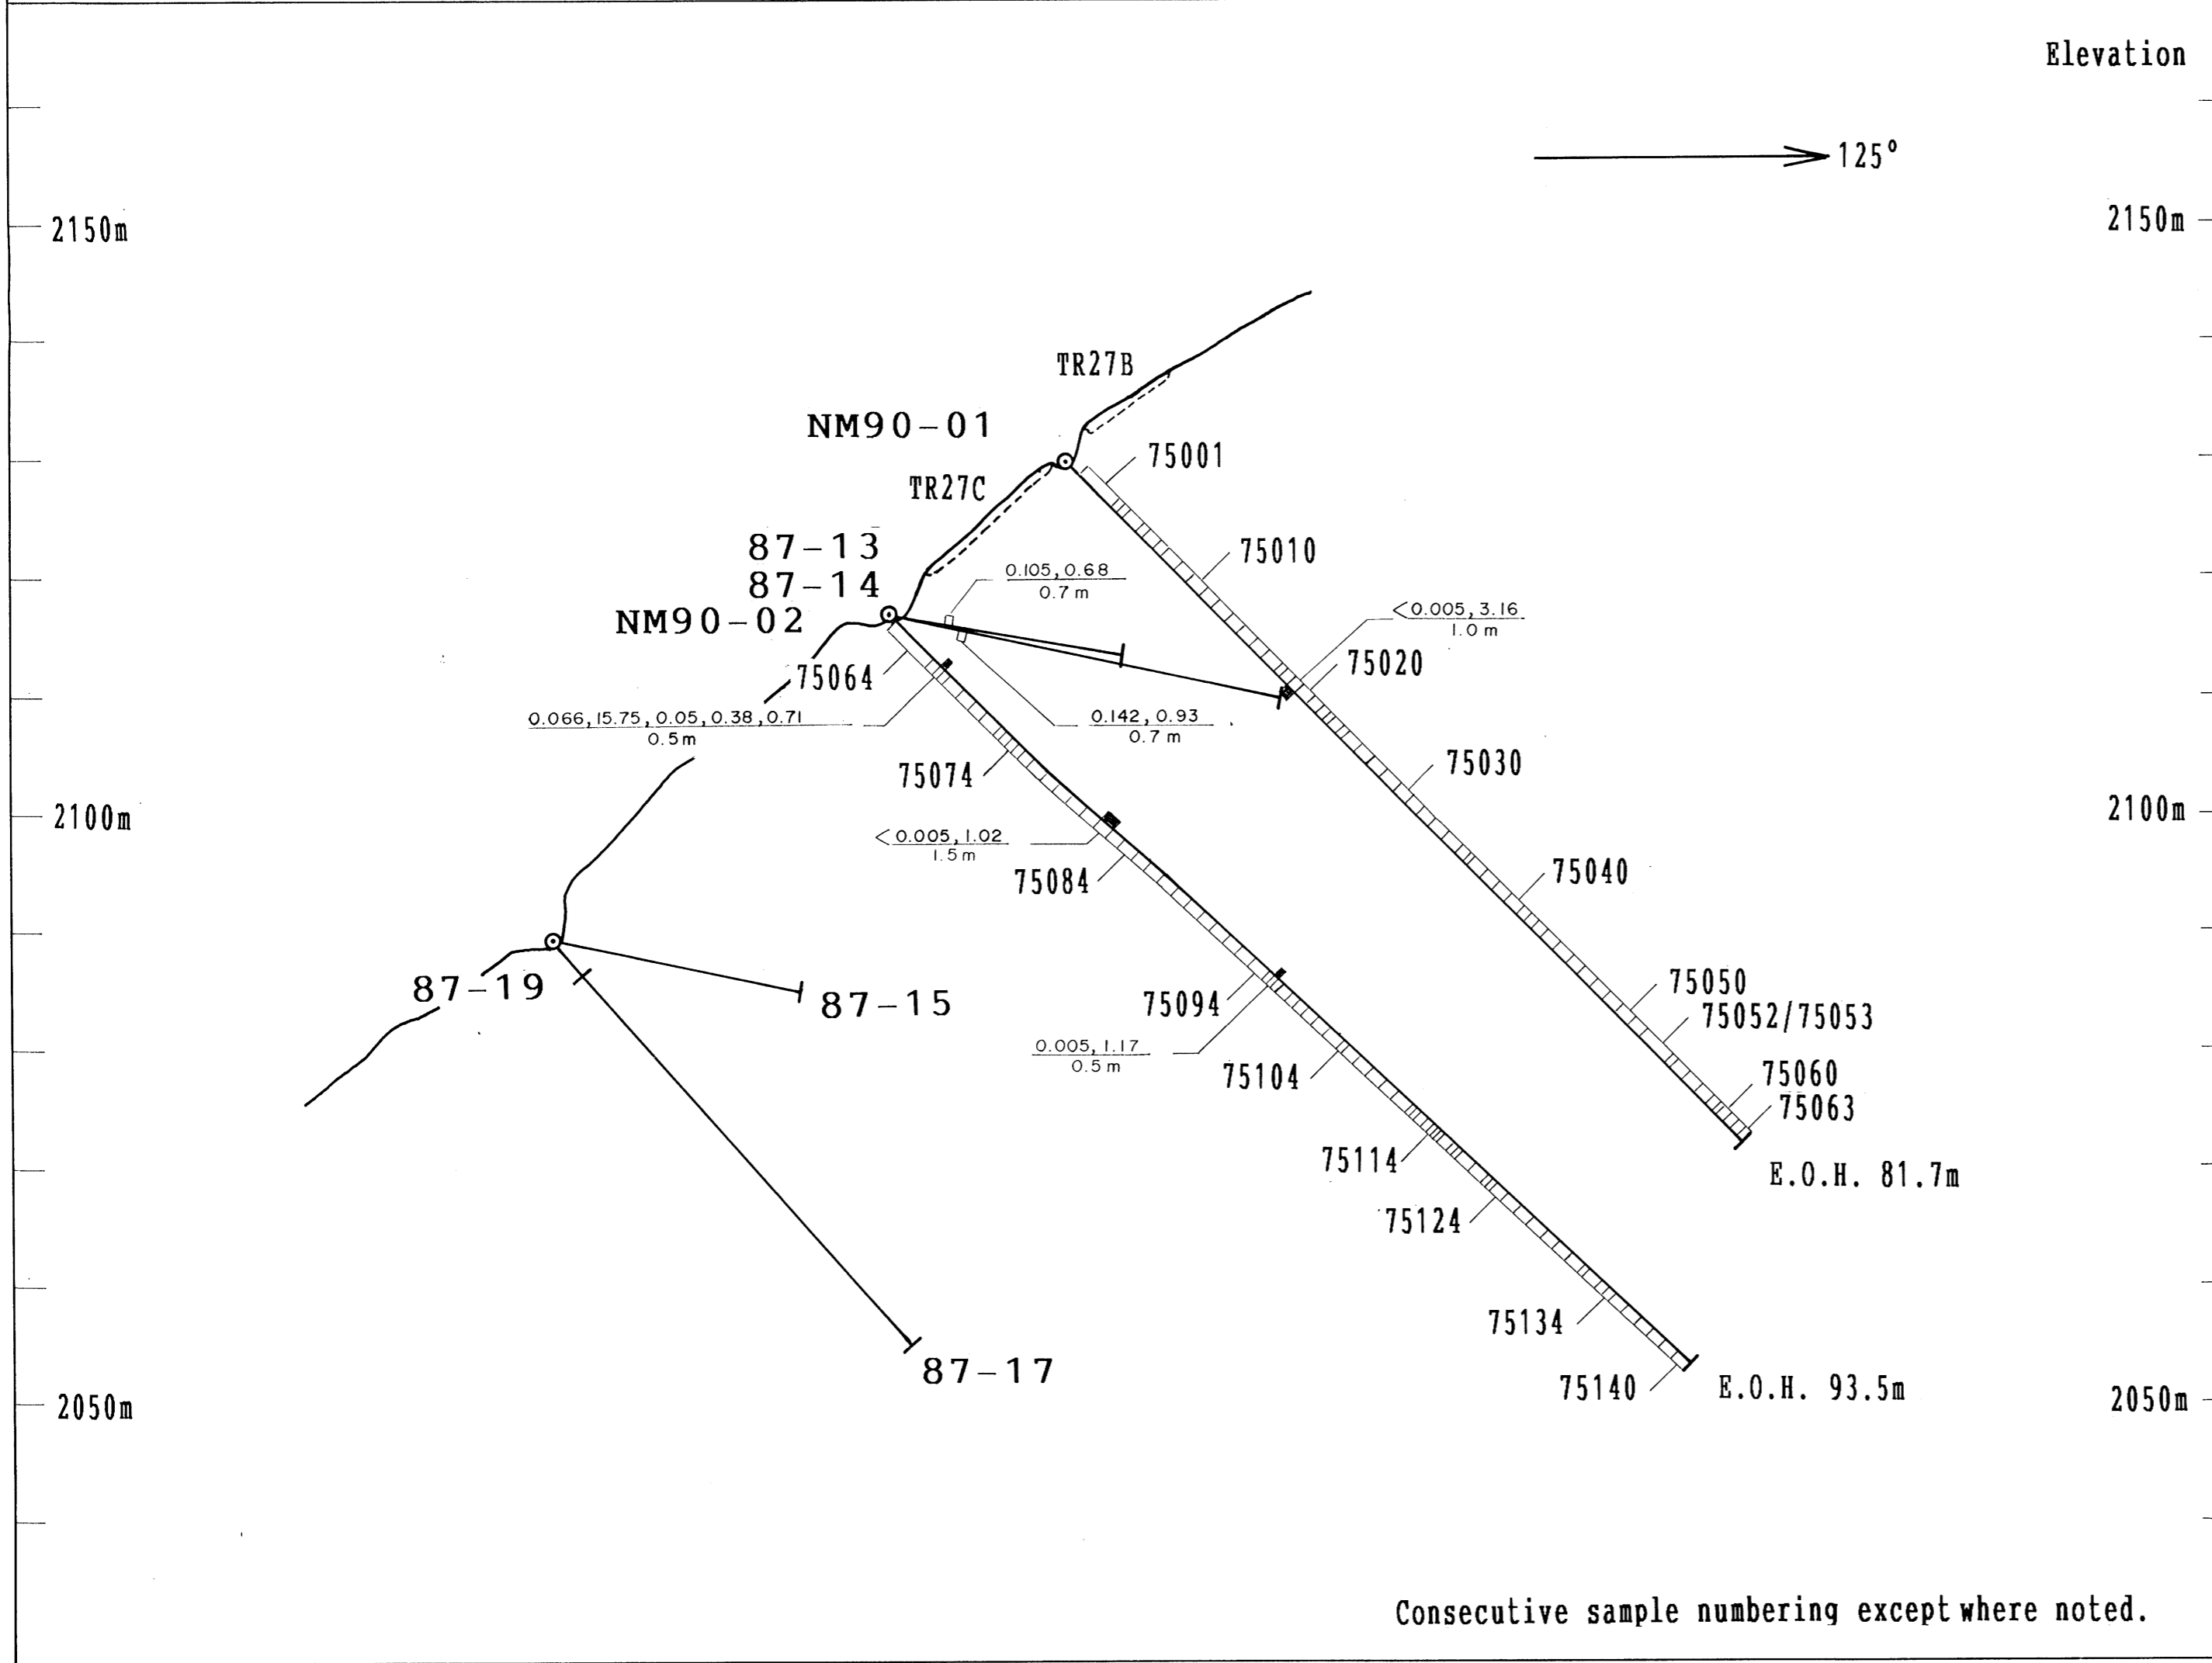 Elevation
125°
2150m
2150m
TR27B
NM90-01
75001
TR27C
87-13
75010
0.105, 0.68
0.7 m
87-14
NM90-02
<0.005, 3.16
1.0 m
75020
75064
0.066, 15.75, 0.05, 0.38, 0.71
0.5 m
0.142, 0.93
0.7 m
75030
75074
2100m
2100m
<0.005, 1.02
1.5 m
75040
75084
87-19
87-15
75094
75050
75052/75053
0.005, 1.17
0.5 m
75104
75060
75063
75114
E.O.H. 81.7m
75124
75134
87-17
75140
E.O.H. 93.5m
2050m
2050m
Consecutive sample numbering except where noted.